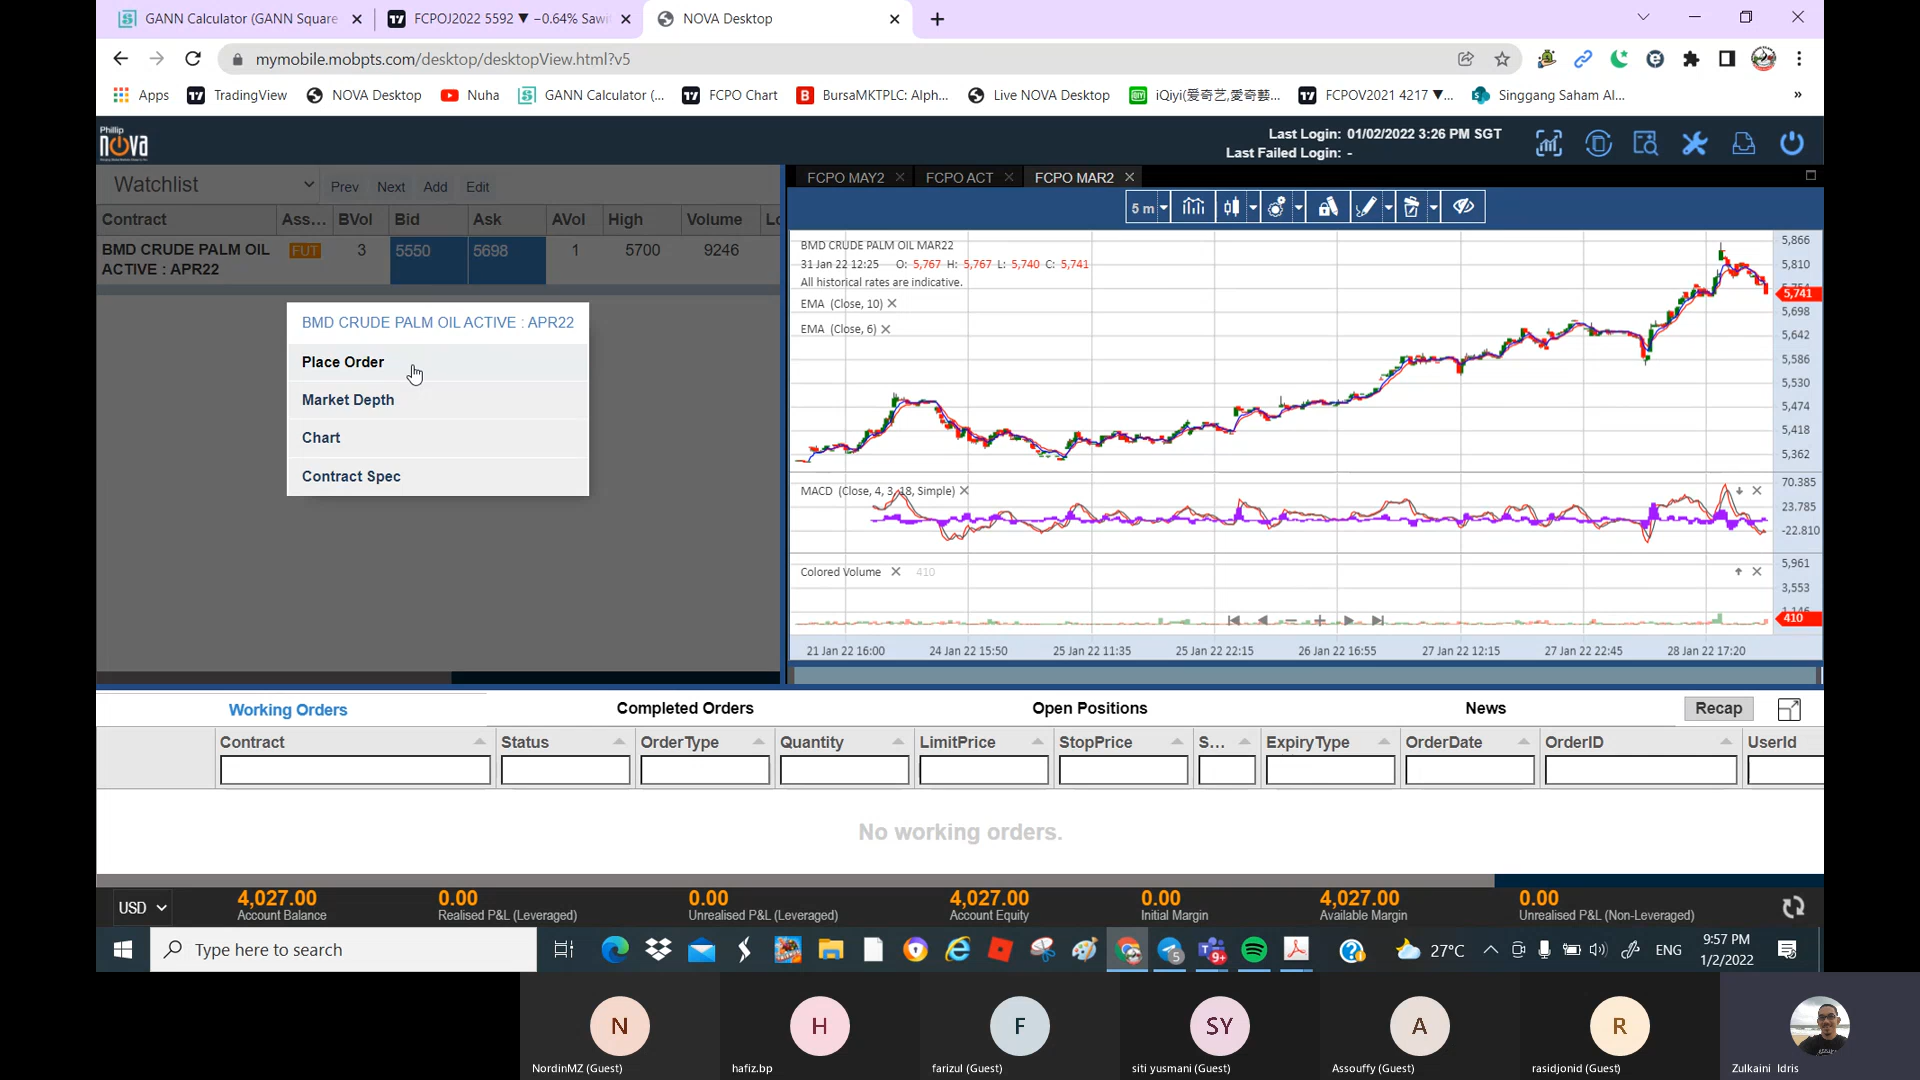 GANN Calculator (GANN Square
FCPOJ2022 5592 ▼ −0.64% Sawi
NOVA Desktop
mymobile.mobpts.com/desktop/desktopView.html?v5
Apps
TradingView
NOVA Desktop
Nuha
GANN Calculator (...
FCPO Chart
BursaMKTPLC: Alph...
Live NOVA Desktop
iQiyi(爱奇艺,愛奇藝...
FCPOV2021 4217 ▼...
Singgang Saham Al...
»
Phillip
nova
Last Login: 01/02/2022 3:26 PM SGT
Last Failed Login: -
Watchlist
Prev Next Add Edit
Contract Ass... BVol Bid Ask AVol High Volume Lo
BMD CRUDE PALM OIL
ACTIVE : APR22
FUT 3 5550 5698 1 5700 9246
BMD CRUDE PALM OIL ACTIVE : APR22
Place Order
Market Depth
Chart
Contract Spec
FCPO MAY2 FCPO ACT FCPO MAR2
5 m
BMD CRUDE PALM OIL MAR22
31 Jan 22 12:25 O: 5,767 H: 5,767 L: 5,740 C: 5,741
All historical rates are indicative.
EMA (Close, 10)
EMA (Close, 6)
5,866
5,810
5,741
5,698
5,642
5,586
5,530
5,474
5,418
5,362
MACD (Close, 4, 3, 18, Simple)
70.385
23.785
-22.810
Colored Volume 410
5,961
3,553
410
21 Jan 22 16:00 24 Jan 22 15:50 25 Jan 22 11:35 25 Jan 22 22:15 26 Jan 22 16:55 27 Jan 22 12:15 27 Jan 22 22:45 28 Jan 22 17:20
Working Orders Completed Orders Open Positions News Recap
Contract Status OrderType Quantity LimitPrice StopPrice S... ExpiryType OrderDate OrderID UserId
No working orders.
USD
4,027.00 0.00 0.00 4,027.00 0.00 4,027.00 0.00
Account Balance Realised P&L (Leveraged) Unrealised P&L (Leveraged) Account Equity Initial Margin Available Margin Unrealised P&L (Non-Leveraged)
Type here to search
5
9+
27°C
ENG
9:57 PM
1/2/2022
N
H
F
SY
A
R
NordinMZ (Guest)
hafiz.bp
farizul (Guest)
siti yusmani (Guest)
Assouffy (Guest)
rasidjonid (Guest)
Zulkaini Idris